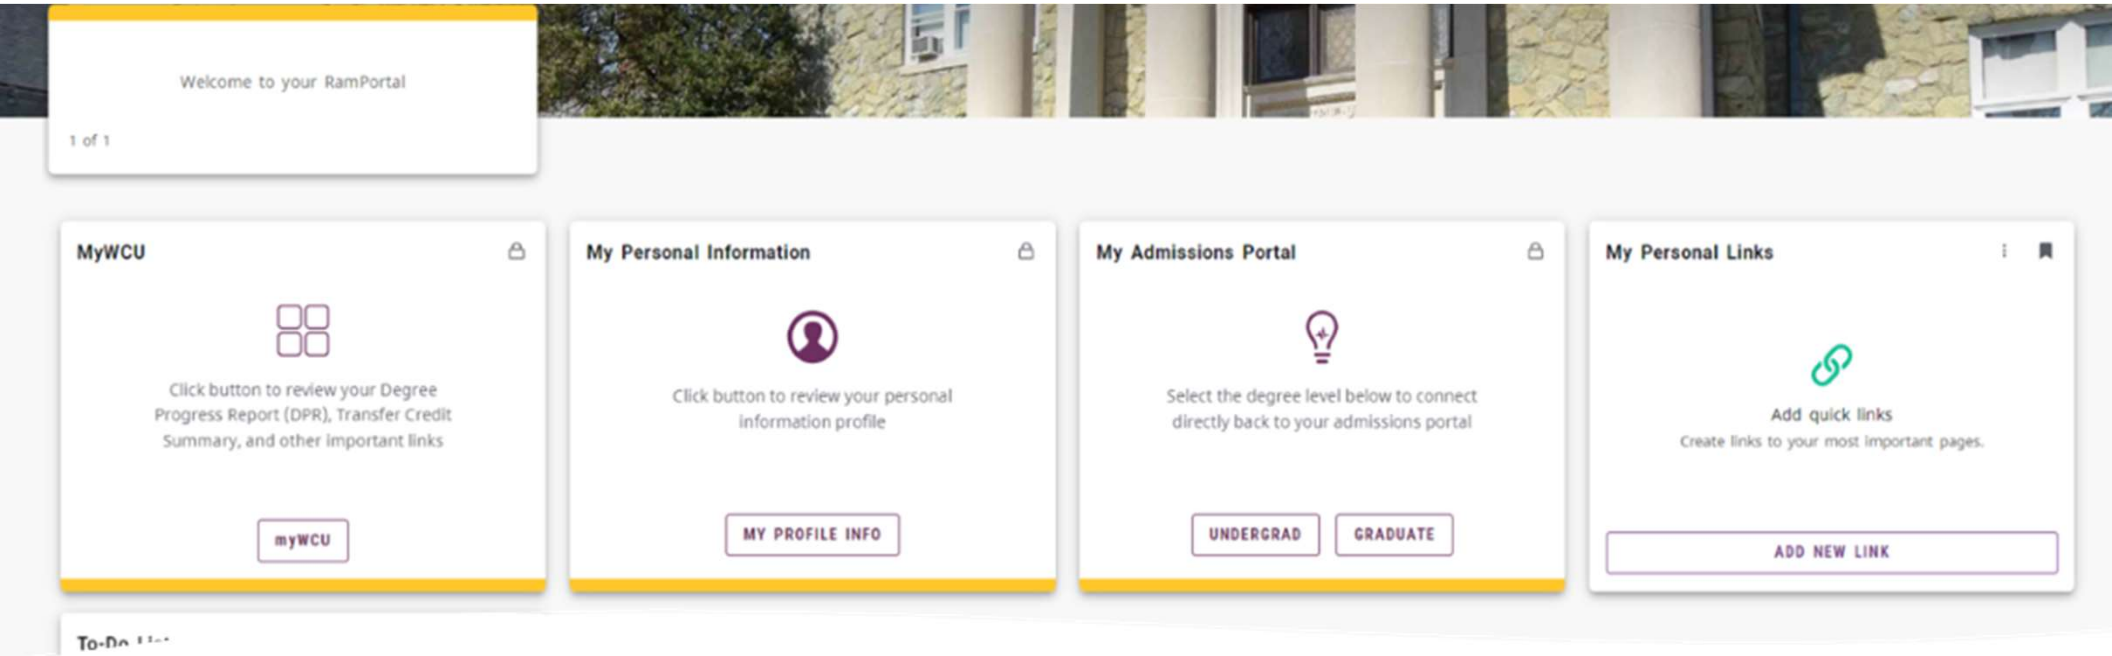 Welcome to your RamPortal
1 of 1
MyWCU
Click button to review your Degree
Progress Report (DPR), Transfer Credit
Summary, and other important links
myWCU
My Personal Information
Click button to review your personal
information profile
MY PROFILE INFO
My Admissions Portal
Select the degree level below to connect
directly back to your admissions portal
UNDERGRAD
GRADUATE
My Personal Links
Add quick links
Create links to your most important pages.
ADD NEW LINK
To-Do